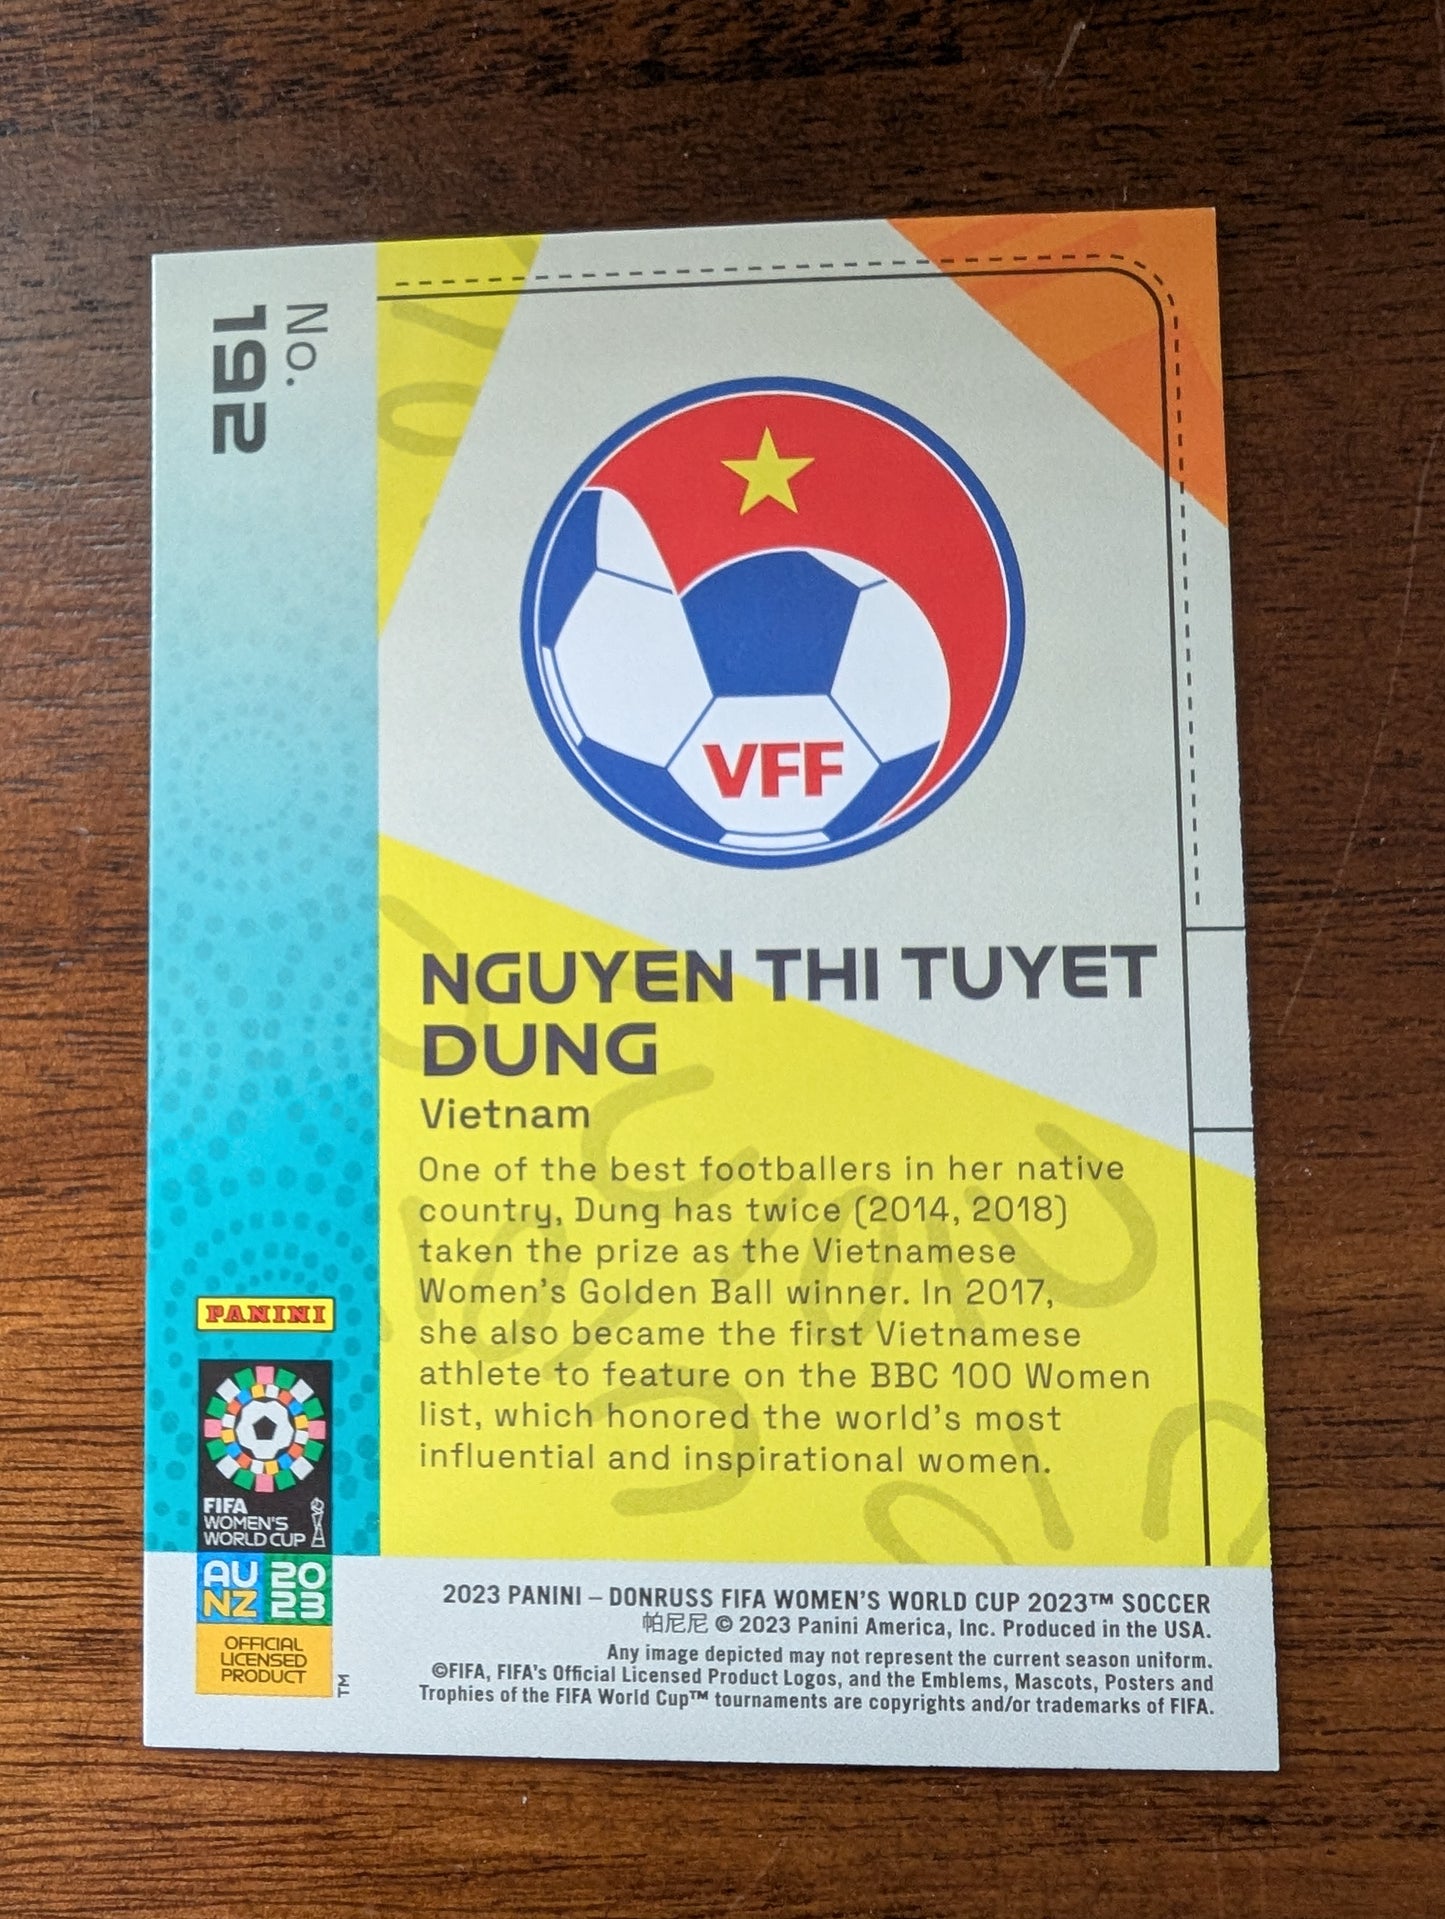 No.
192
VFF
NGUYEN THI TUYET
DUNG
Vietnam
One of the best footballers in her native
country, Dung has twice (2014, 2018)
taken the prize as the Vietnamese
Women's Golden Ball winner. In 2017,
she also became the first Vietnamese
athlete to feature on the BBC 100 Women
list, which honored the world's most
influential and inspirational women.
PANINI
FIFA
WOMEN'S
WORLD CUP
AU 20
NZ 23
OFFICIAL
LICENSED
PRODUCT
TM
2023 PANINI – DONRUSS FIFA WOMEN'S WORLD CUP 2023™ SOCCER
帕尼尼 © 2023 Panini America, Inc. Produced in the USA.
Any image depicted may not represent the current season uniform.
©FIFA, FIFA's Official Licensed Product Logos, and the Emblems, Mascots, Posters and
Trophies of the FIFA World Cup™ tournaments are copyrights and/or trademarks of FIFA.